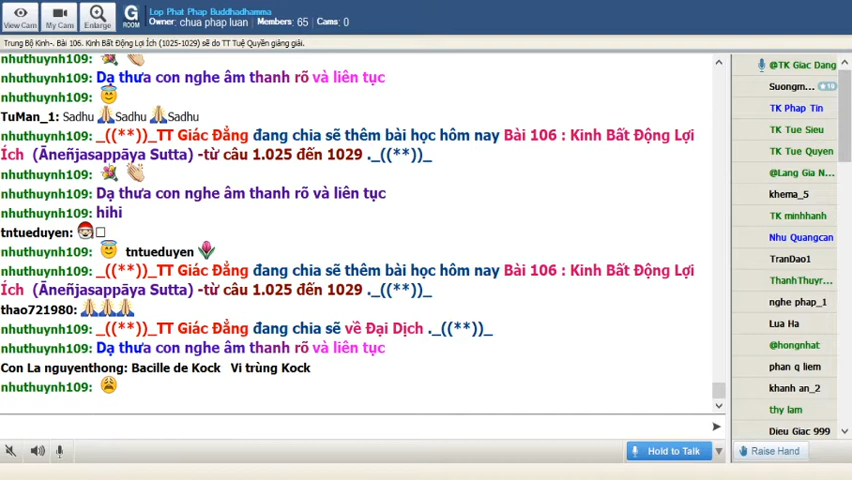 Lop Phat Phap Buddhadhamma
Owner: chua phap luan Members: 65 Cams: 0
View Cam
My Cam
Enlarge
G
ROOM
Trung Bộ Kinh-. Bài 106. Kinh Bất Động Lợi Ích (1025-1029) sẽ do TT Tuệ Quyền giảng giải.
nhuthuynh109:
nhuthuynh109: Dạ thưa con nghe âm thanh rõ và liên tục
nhuthuynh109:
TuMan_1: Sadhu Sadhu Sadhu
nhuthuynh109: _((**))_TT Giác Đẳng đang chia sẽ thêm bài học hôm nay Bài 106 : Kinh Bất Động Lợi
Ích (Āneñjasappāya Sutta) -từ câu 1.025 đến 1029 ._((**))_
nhuthuynh109:
nhuthuynh109: Dạ thưa con nghe âm thanh rõ và liên tục
nhuthuynh109: hihi
tntueduyen:
nhuthuynh109: tntueduyen
nhuthuynh109: _((**))_TT Giác Đẳng đang chia sẽ thêm bài học hôm nay Bài 106 : Kinh Bất Động Lợi
Ích (Āneñjasappāya Sutta) -từ câu 1.025 đến 1029 ._((**))_
thao721980:
nhuthuynh109: _((**))_TT Giác Đẳng đang chia sẽ về Đại Dịch ._((**))_
nhuthuynh109: Dạ thưa con nghe âm thanh rõ và liên tục
Con La nguyenthong: Bacille de Kock Vi trùng Kock
nhuthuynh109:
@TK Giac Dang
Suongm... +10
TK Phap Tin
TK Tue Sieu
TK Tue Quyen
@Lang Gia N...
khema_5
TK minhhanh
Nhu Quangcan
TranDao1
ThanhThuyr...
nghe phap_1
Lua Ha
@hongnhat
phan q liem
khanh an_2
thy lam
Dieu Giac 999
Hold to Talk
Raise Hand